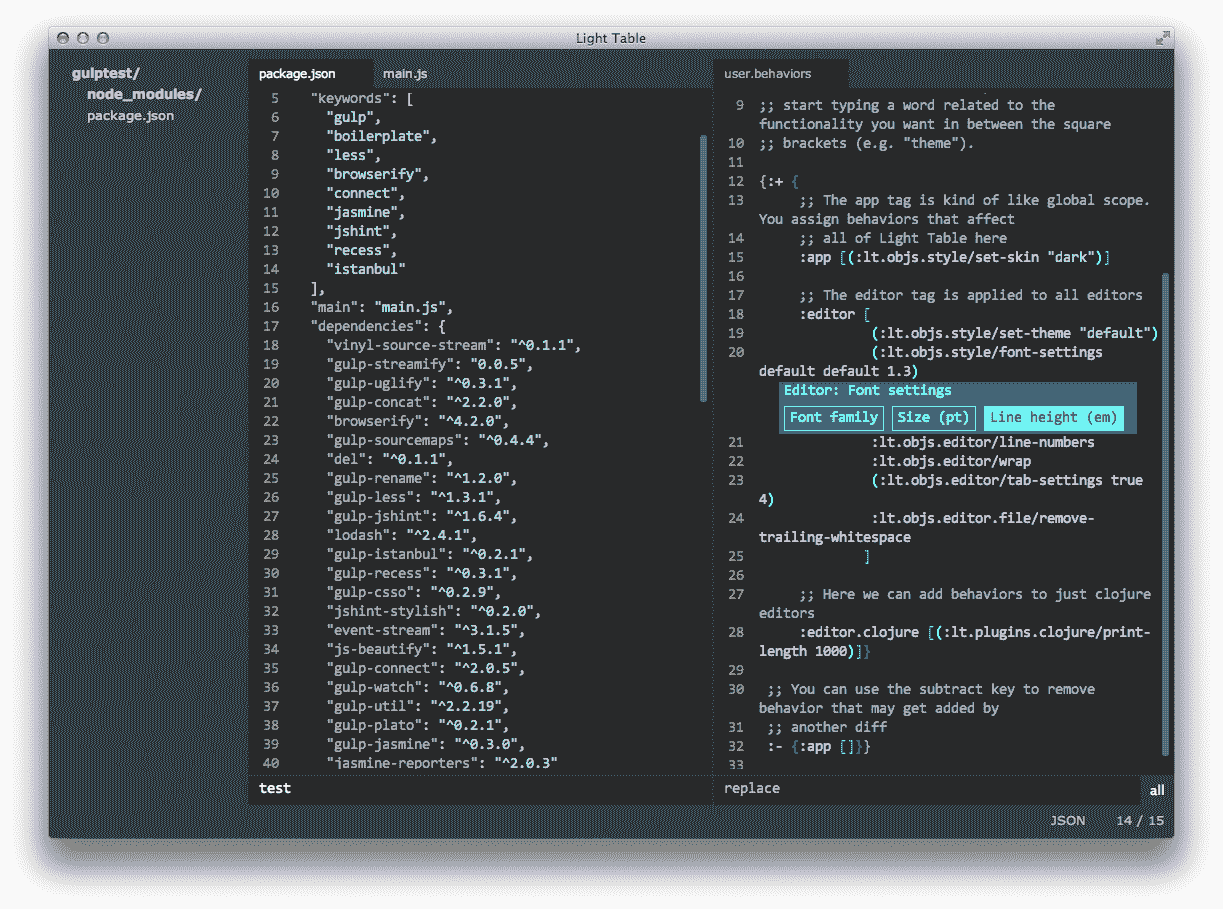 Light Table
gulptest/
node_modules/
package.json
package.json
main.js
5 "keywords": [
6 "gulp",
7 "boilerplate",
8 "less",
9 "browserify",
10 "connect",
11 "jasmine",
12 "jshint",
13 "recess",
14 "istanbul"
15 ],
16 "main": "main.js",
17 "dependencies": {
18 "vinyl-source-stream": "^0.1.1",
19 "gulp-streamify": "0.0.5",
20 "gulp-uglify": "^0.3.1",
21 "gulp-concat": "^2.2.0",
22 "browserify": "^4.2.0",
23 "gulp-sourcemaps": "^0.4.4",
24 "del": "^0.1.1",
25 "gulp-rename": "^1.2.0",
26 "gulp-less": "^1.3.1",
27 "gulp-jshint": "^1.6.4",
28 "lodash": "^2.4.1",
29 "gulp-istanbul": "^0.2.1",
30 "gulp-recess": "^0.3.1",
31 "gulp-csso": "^0.2.9",
32 "jshint-stylish": "^0.2.0",
33 "event-stream": "^3.1.5",
34 "js-beautify": "^1.5.1",
35 "gulp-connect": "^2.0.5",
36 "gulp-watch": "^0.6.8",
37 "gulp-util": "^2.2.19",
38 "gulp-plato": "^0.2.1",
39 "gulp-jasmine": "^0.3.0",
40 "jasmine-reporters": "^2.0.3"
test
user.behaviors
9 ;; start typing a word related to the
functionality you want in between the square
10 ;; brackets (e.g. "theme").
11
12 {:+ {
13 ;; The app tag is kind of like global scope.
You assign behaviors that affect
14 ;; all of Light Table here
15 :app [(:lt.objs.style/set-skin "dark")]
16
17 ;; The editor tag is applied to all editors
18 :editor [
19 (:lt.objs.style/set-theme "default")
20 (:lt.objs.style/font-settings
default default 1.3)
Editor: Font settings
Font family Size (pt) Line height (em)
21 :lt.objs.editor/line-numbers
22 :lt.objs.editor/wrap
23 (:lt.objs.editor/tab-settings true
4)
24 :lt.objs.editor.file/remove-
trailing-whitespace
25 ]
26
27 ;; Here we can add behaviors to just clojure
editors
28 :editor.clojure [(:lt.plugins.clojure/print-
length 1000)]}
29
30 ;; You can use the subtract key to remove
behavior that may get added by
31 ;; another diff
32 :- {:app []}}
33
replace
all
JSON 14 / 15